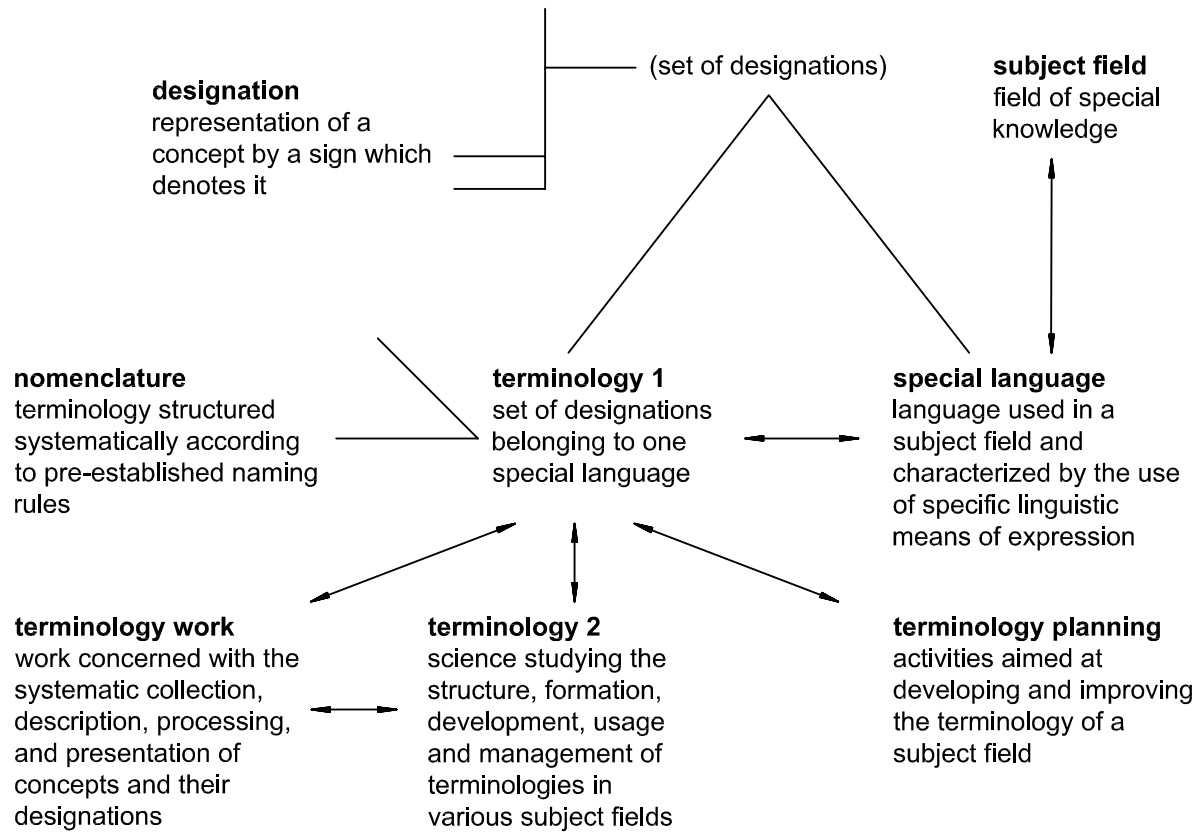 (set of designations)
subject field
field of special
knowledge
designation
representation of a
concept by a sign which
denotes it
nomenclature
terminology structured
systematically according
to pre-established naming
rules
terminology 1
set of designations
belonging to one
special language
special language
language used in a
subject field and
characterized by the use
of specific linguistic
means of expression
terminology work
work concerned with the
systematic collection,
description, processing,
and presentation of
concepts and their
designations
terminology 2
science studying the
structure, formation,
development, usage
and management of
terminologies in
various subject fields
terminology planning
activities aimed at
developing and improving
the terminology of a
subject field